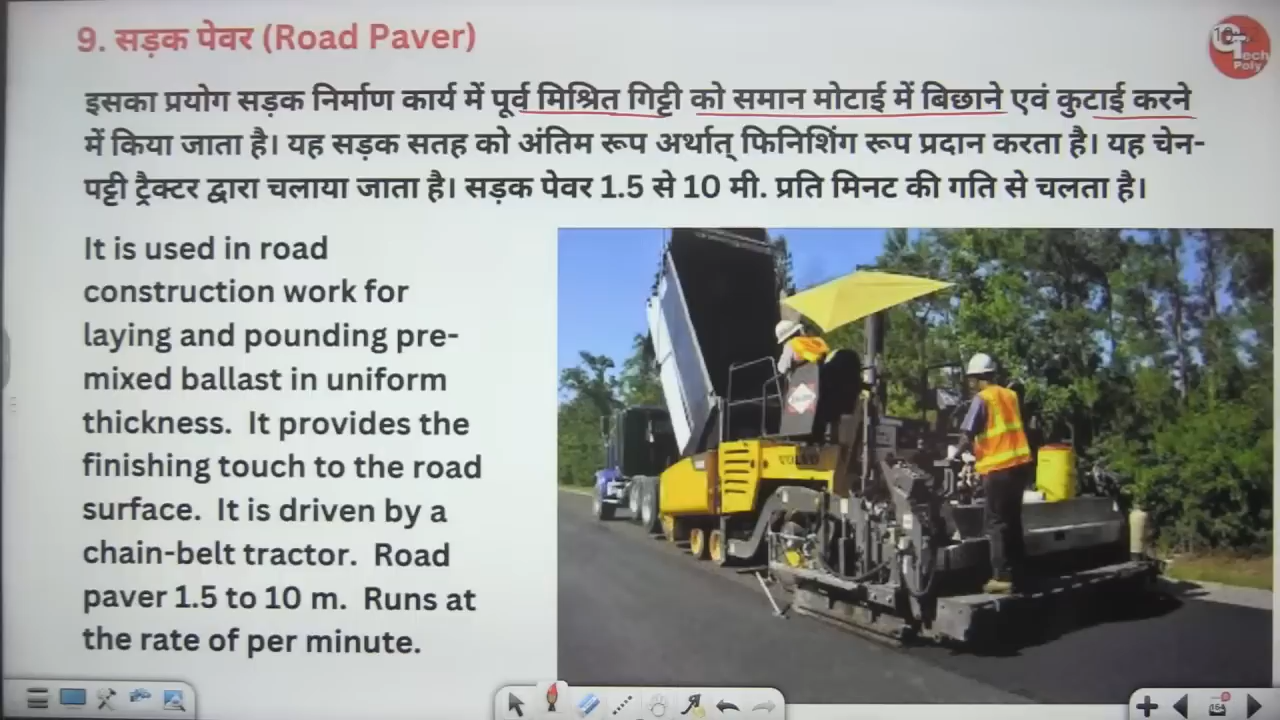 9. सड़क पेवर (Road Paver)
इसका प्रयोग सड़क निर्माण कार्य में पूर्व मिश्रित गिट्टी को समान मोटाई में बिछाने एवं कुटाई करने
में किया जाता है। यह सड़क सतह को अंतिम रूप अर्थात् फिनिशिंग रूप प्रदान करता है। यह चेन-
पट्टी ट्रैक्टर द्वारा चलाया जाता है। सड़क पेवर 1.5 से 10 मी. प्रति मिनट की गति से चलता है।
It is used in road
construction work for
laying and pounding pre-
mixed ballast in uniform
thickness. It provides the
finishing touch to the road
surface. It is driven by a
chain-belt tractor. Road
paver 1.5 to 10 m. Runs at
the rate of per minute.
VOLVO
Tech
Poly